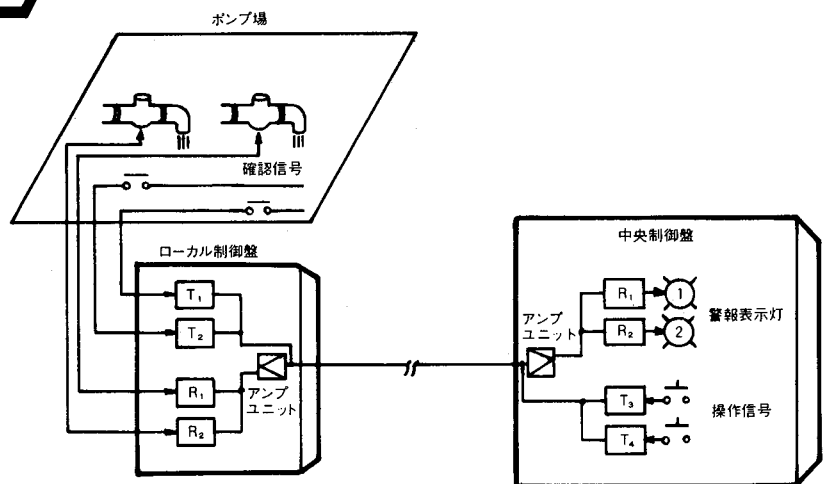 ポンプ場
確認信号
ローカル制御盤
T₁
T₂
R₁
R₂
アンプ
ユニット
中央制御盤
アンプ
ユニット
R₁
1
R₂
2
警報表示灯
T₃
T₄
操作信号